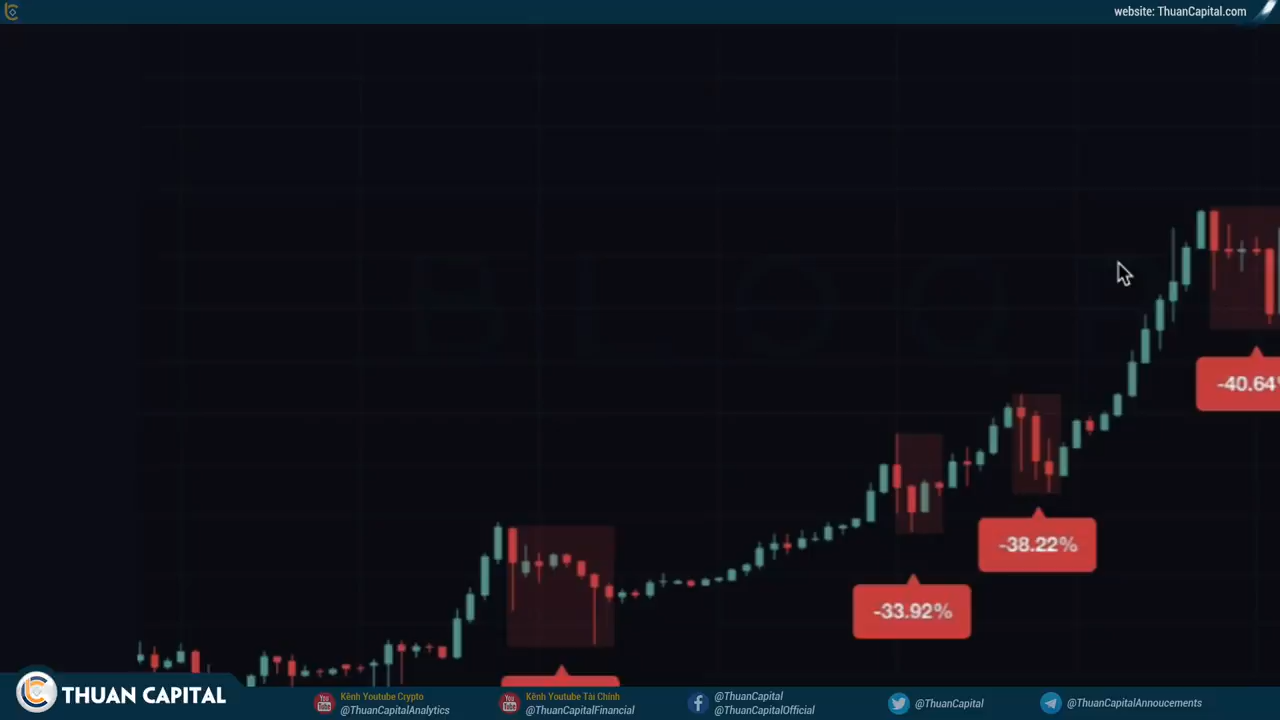 website: ThuanCapital.com
BLOCK
-40.64%
-38.22%
-33.92%
THUAN CAPITAL
Kênh Youtube Crypto
@ThuanCapitalAnalytics
Kênh Youtube Tài Chính
@ThuanCapitalFinancial
@ThuanCapital
@ThuanCapitalOfficial
@ThuanCapital
@ThuanCapitalAnnoucements